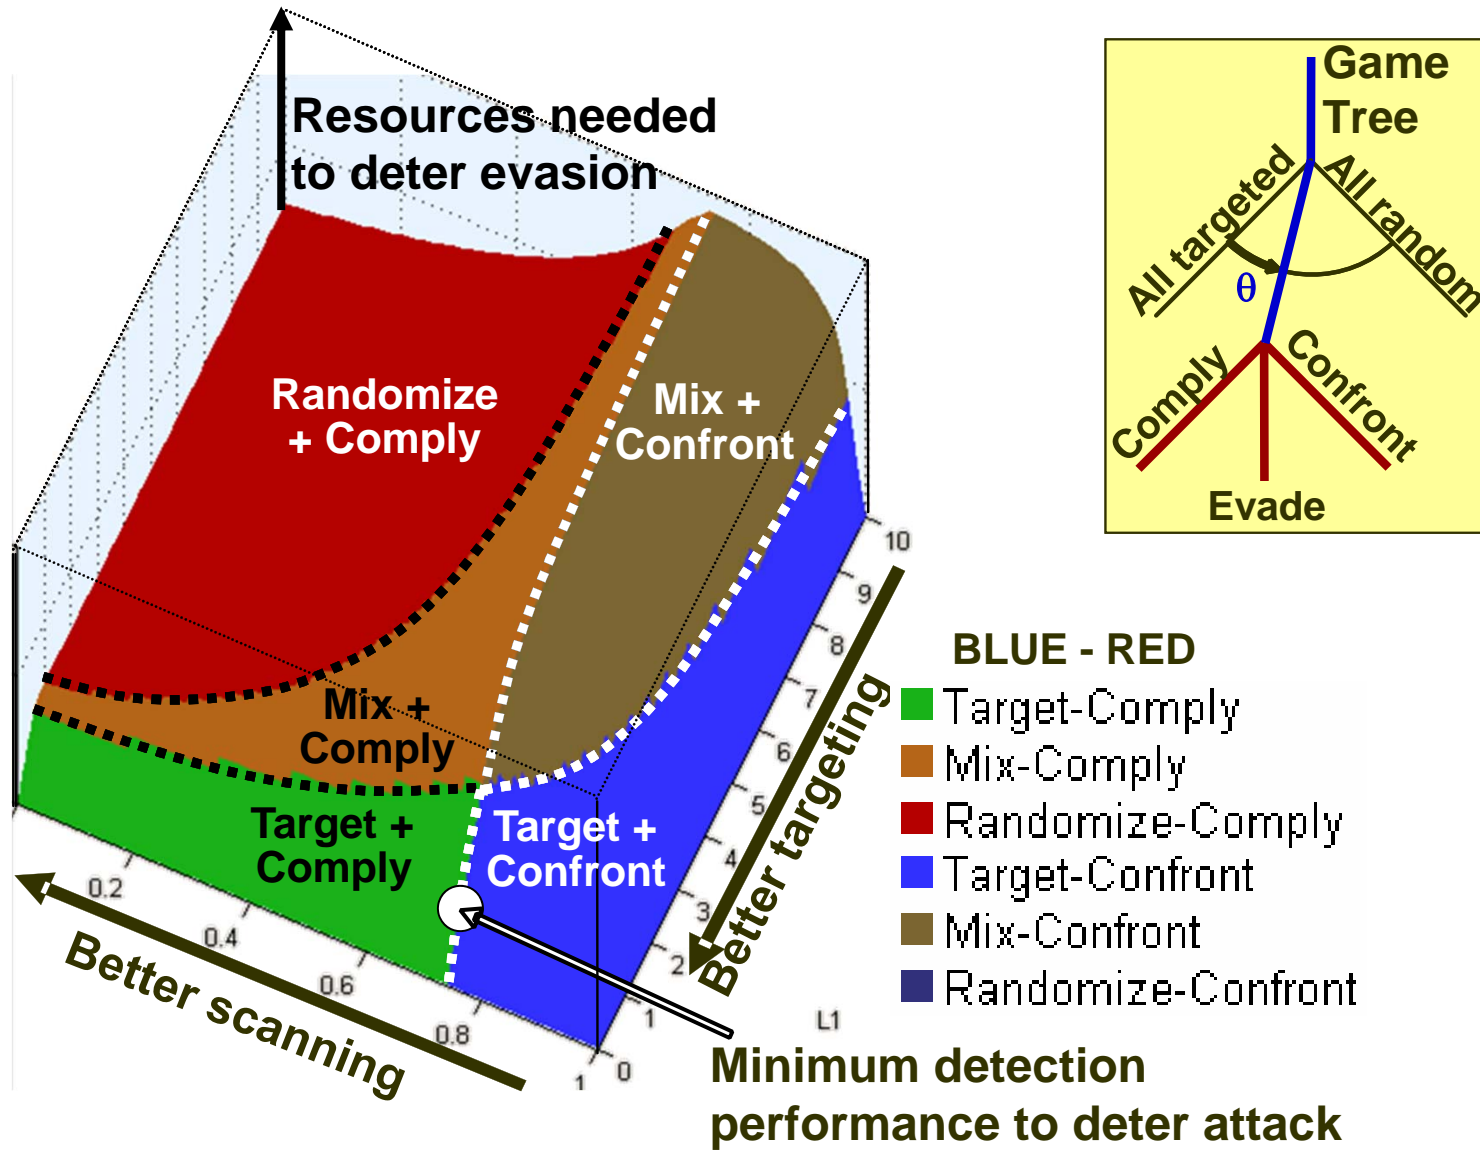 Resources needed
to deter evasion
Randomize
+ Comply
Mix +
Confront
Mix +
Comply
Target +
Comply
Target +
Confront
0.2
0.4
0.6
0.8
1
0
1
2
3
4
5
6
7
8
9
10
L1
Better scanning
Better targeting
Minimum detection
performance to deter attack
Game
Tree
All targeted
All random
θ
Comply
Confront
Evade
BLUE - RED
Target-Comply
Mix-Comply
Randomize-Comply
Target-Confront
Mix-Confront
Randomize-Confront